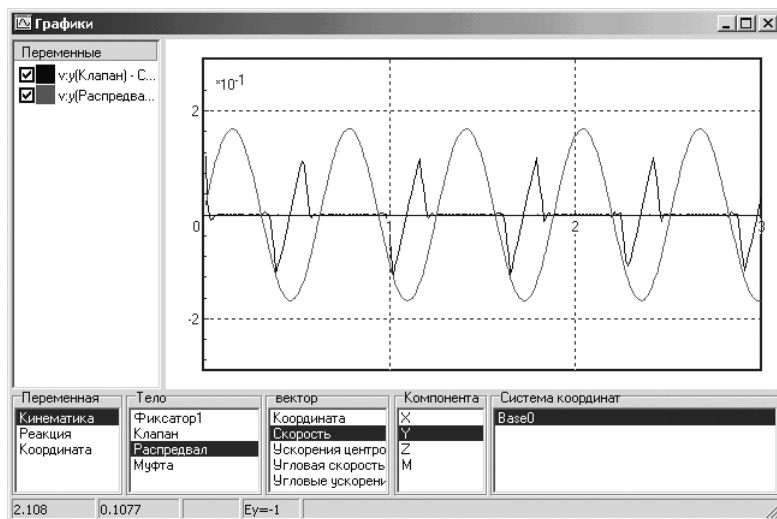 Графики
Переменные
v:y(Клапан) - С...
v:y(Распредва...
*10⁻¹
2
0
1
2
3
-2
Переменная
Кинематика
Реакция
Координата
Тело
Фиксатор1
Клапан
Распредвал
Муфта
вектор
Координата
Скорость
Ускорения центро
Угловая скорость
Угловые ускорени
Компонента
X
Y
Z
M
Система координат
Base0
2.108 0.1077 Ey=-1